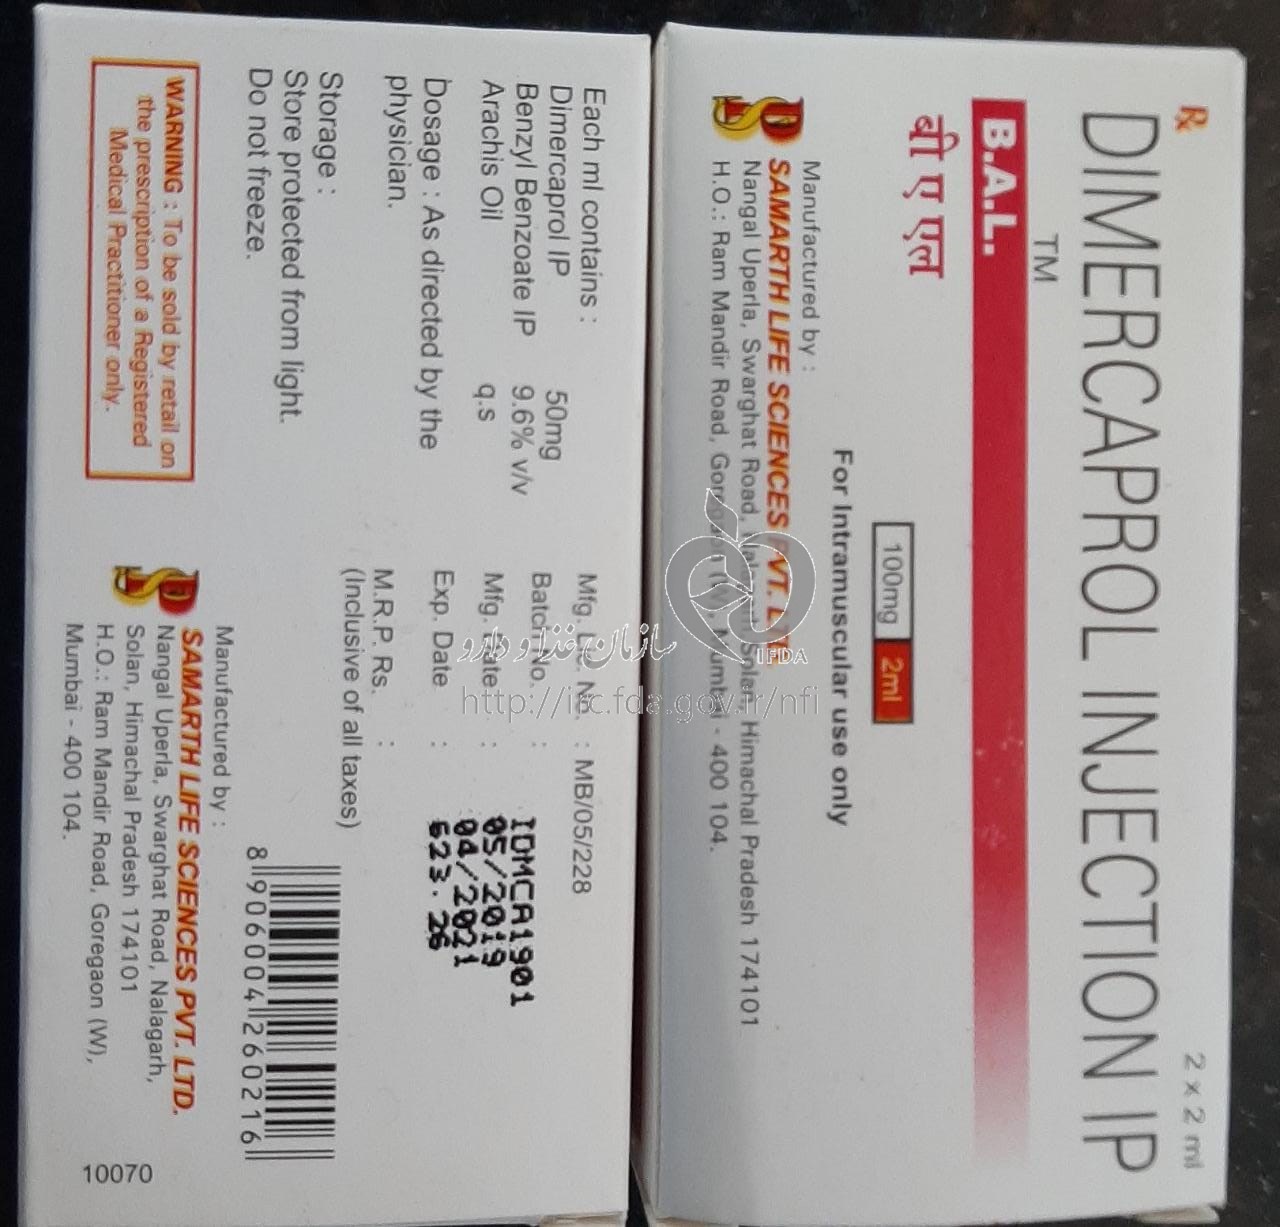 Rx
2 x 2 ml
DIMERCAPROL INJECTION IP
TM
B.A.L.
बी ए एल
100mg 2ml
For Intramuscular use only
Manufactured by :
SAMARTH LIFE SCIENCES PVT. LTD.
Nangal Uperla, Swarghat Road, Nalagarh, Solan, Himachal Pradesh 174101
H.O.: Ram Mandir Road, Goregaon (W), Mumbai - 400 104.
Each ml contains :
Dimercaprol IP 50mg
Benzyl Benzoate IP 9.6% v/v
Arachis Oil q.s
Dosage : As directed by the
physician.
Storage :
Store protected from light.
Do not freeze.
WARNING : To be sold by retail on
the prescription of a Registered
Medical Practitioner only.
Mfg. Lic. No. : MB/05/228
Batch No. : IDMCA1901
Mfg. Date : 05/2019
Exp. Date : 04/2021
623.26
M.R.P. Rs. :
(Inclusive of all taxes)
8 906004 260216
Manufactured by :
SAMARTH LIFE SCIENCES PVT. LTD.
Nangal Uperla, Swarghat Road, Nalagarh,
Solan, Himachal Pradesh 174101
H.O.: Ram Mandir Road, Goregaon (W),
Mumbai - 400 104.
10070
سازمان غذا و دارو
IFDA
http://irc.fda.gov.ir/nfi